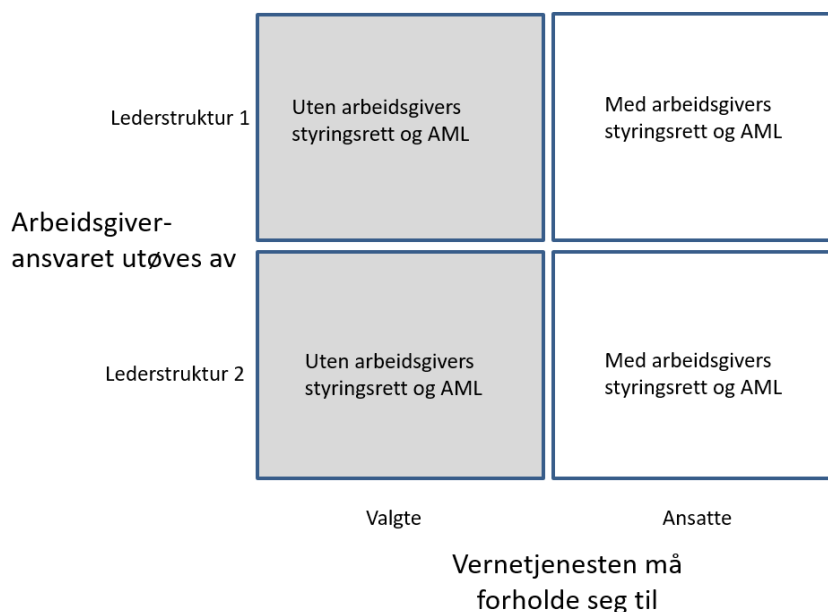 Lederstruktur 1
Uten arbeidsgivers
styringsrett og AML
Med arbeidsgivers
styringsrett og AML
Arbeidsgiver-
ansvaret utøves av
Lederstruktur 2
Uten arbeidsgivers
styringsrett og AML
Med arbeidsgivers
styringsrett og AML
Valgte
Ansatte
Vernetjenesten må
forholde seg til